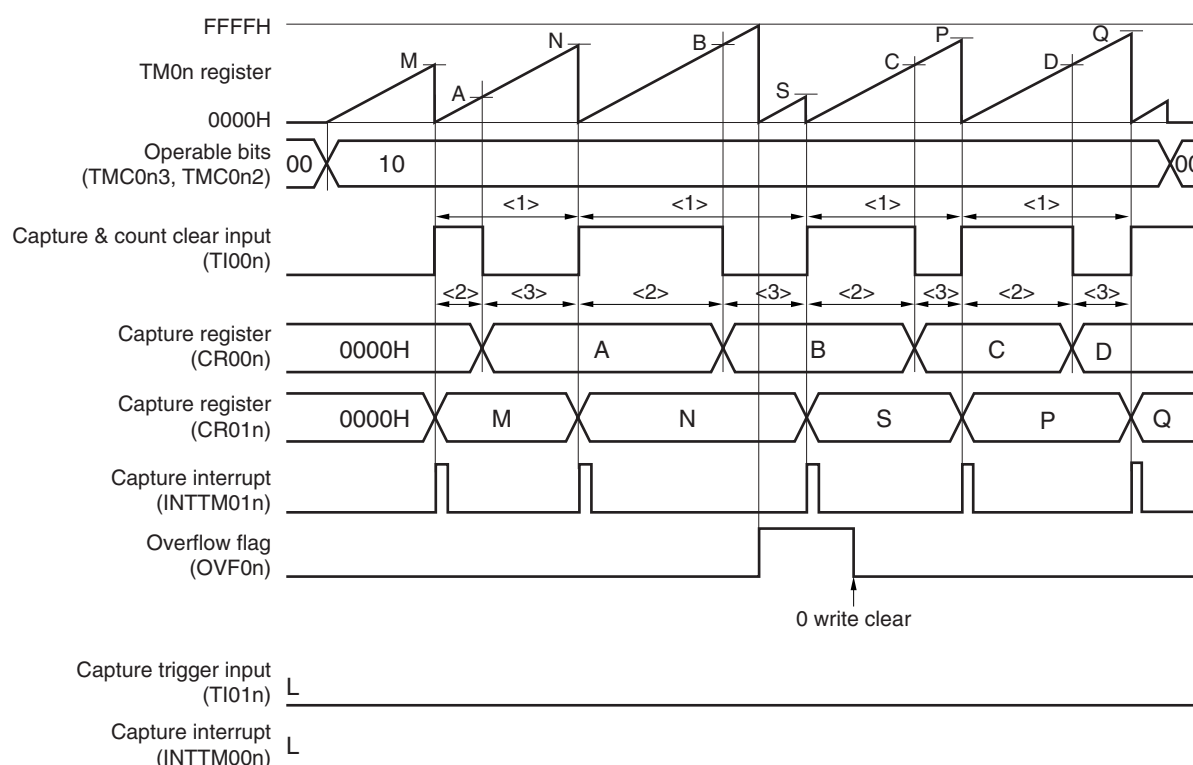 FFFFH
TM0n register
0000H
M
A
N
B
S
C
P
D
Q
Operable bits
(TMC0n3, TMC0n2)
00
10
00
<1>
<1>
<1>
<1>
Capture & count clear input
(TI00n)
<2>
<3>
<2>
<3>
<2>
<3>
<2>
<3>
Capture register
(CR00n)
0000H
A
B
C
D
Capture register
(CR01n)
0000H
M
N
S
P
Q
Capture interrupt
(INTTM01n)
Overflow flag
(OVF0n)
0 write clear
Capture trigger input
(TI01n)
L
Capture interrupt
(INTTM00n)
L